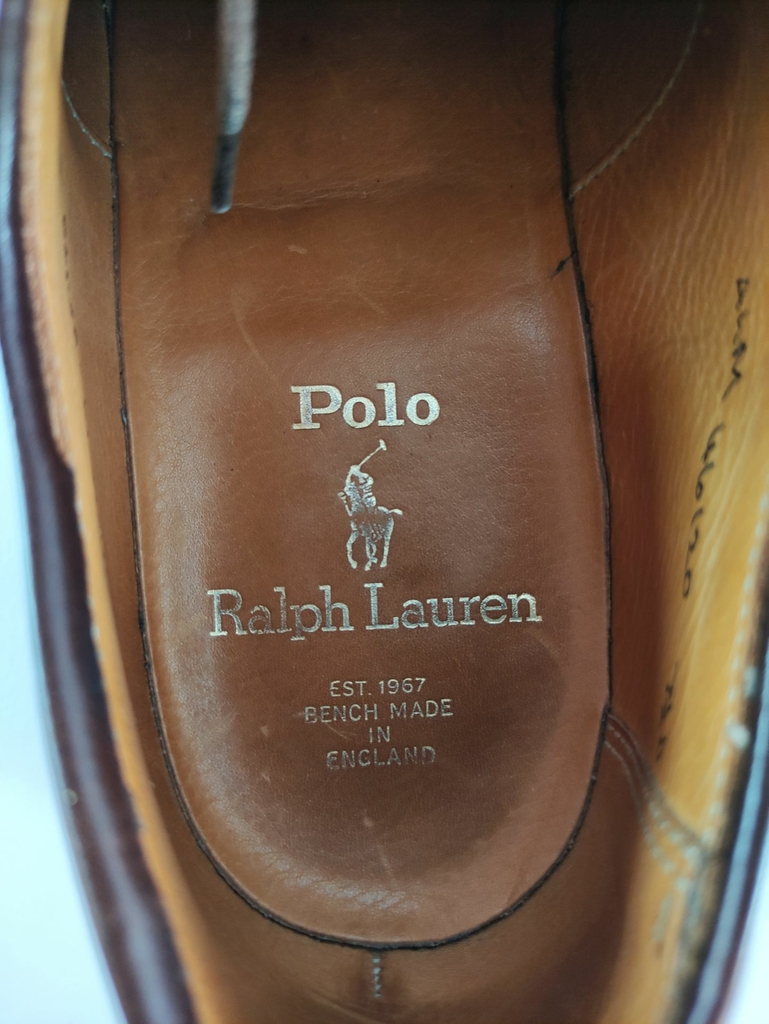 Polo
Ralph Lauren
EST. 1967
BENCH MADE
IN
ENGLAND